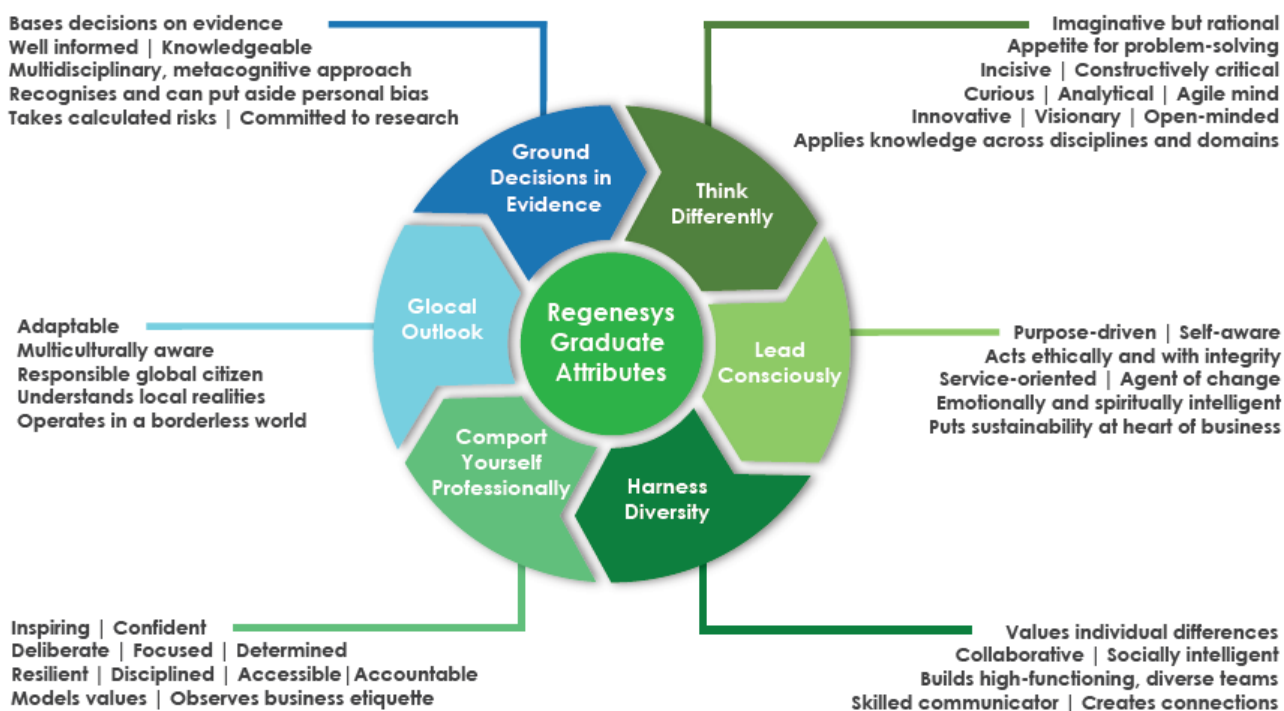 Bases decisions on evidence
Well informed | Knowledgeable
Multidisciplinary, metacognitive approach
Recognises and can put aside personal bias
Takes calculated risks | Committed to research
Imaginative but rational
Appetite for problem-solving
Incisive | Constructively critical
Curious | Analytical | Agile mind
Innovative | Visionary | Open-minded
Applies knowledge across disciplines and domains
Ground
Decisions in
Evidence
Think
Differently
Glocal
Outlook
Regenesys
Graduate
Attributes
Lead
Consciously
Adaptable
Multiculturally aware
Responsible global citizen
Understands local realities
Operates in a borderless world
Purpose-driven | Self-aware
Acts ethically and with integrity
Service-oriented | Agent of change
Emotionally and spiritually intelligent
Puts sustainability at heart of business
Comport
Yourself
Professionally
Harness
Diversity
Inspiring | Confident
Deliberate | Focused | Determined
Resilient | Disciplined | Accessible|Accountable
Models values | Observes business etiquette
Values individual differences
Collaborative | Socially intelligent
Builds high-functioning, diverse teams
Skilled communicator | Creates connections